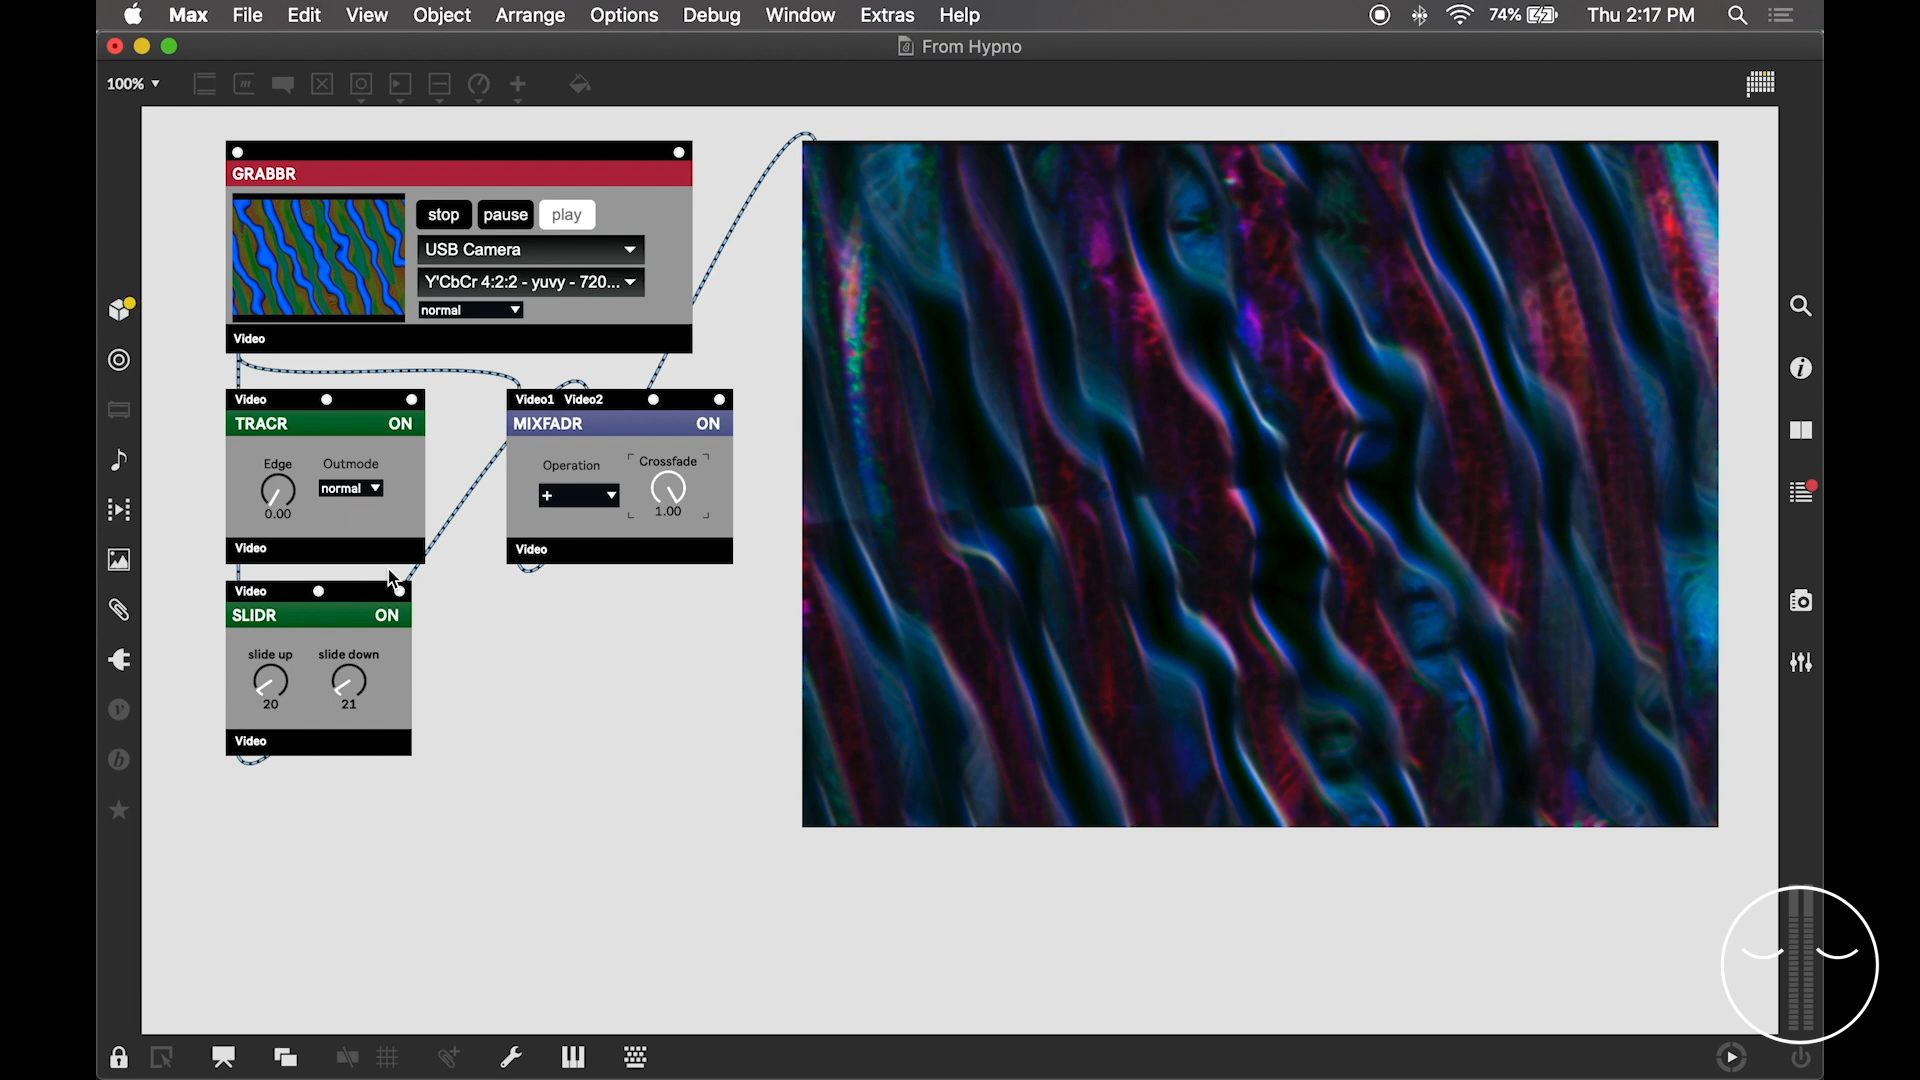 Max File Edit View Object Arrange Options Debug Window Extras Help 74% Thu 2:17 PM
From Hypno
100%
GRABBR
stop pause play
USB Camera
Y'CbCr 4:2:2 - yuvy - 720...
normal
Video
Video
TRACR ON
Edge Outmode
normal
0.00
Video
Video1 Video2
MIXFADR ON
Operation Crossfade
+
1.00
Video
Video
SLIDR ON
slide up slide down
20 21
Video